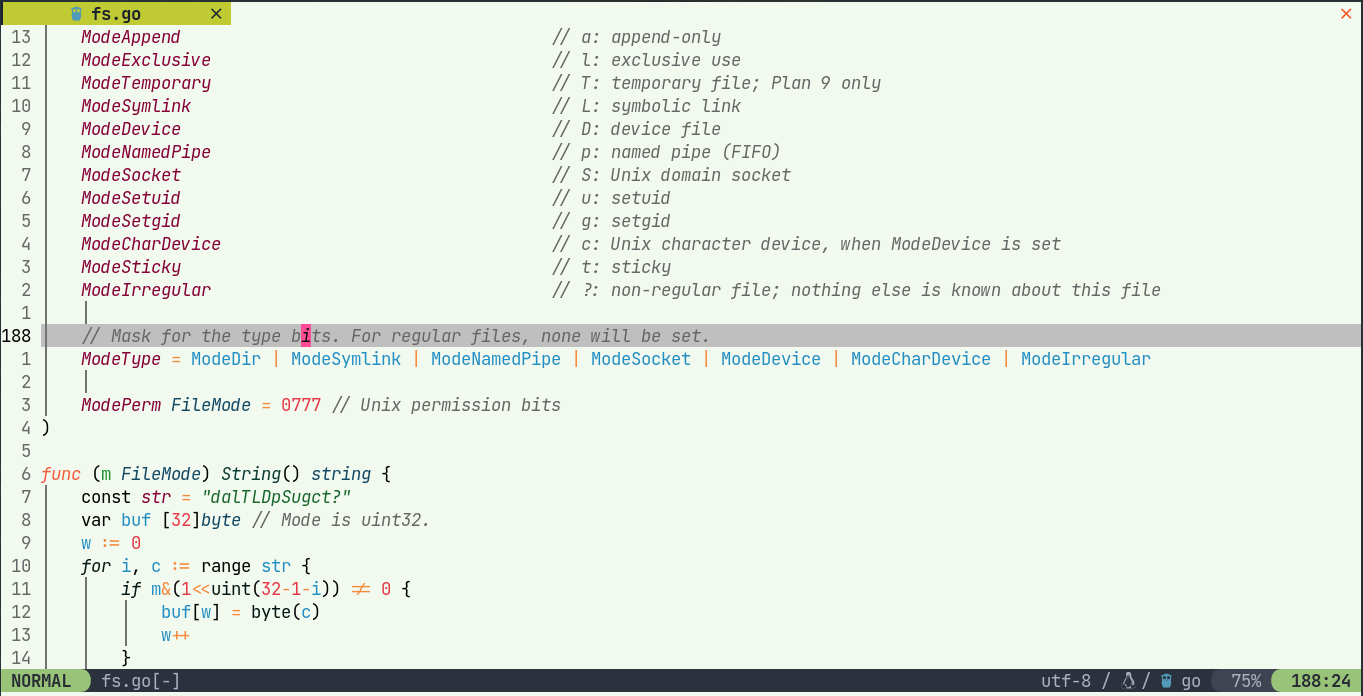 fs.go ×
×
13 ModeAppend // a: append-only
12 ModeExclusive // l: exclusive use
11 ModeTemporary // T: temporary file; Plan 9 only
10 ModeSymlink // L: symbolic link
9 ModeDevice // D: device file
8 ModeNamedPipe // p: named pipe (FIFO)
7 ModeSocket // S: Unix domain socket
6 ModeSetuid // u: setuid
5 ModeSetgid // g: setgid
4 ModeCharDevice // c: Unix character device, when ModeDevice is set
3 ModeSticky // t: sticky
2 ModeIrregular // ?: non-regular file; nothing else is known about this file
1
188 // Mask for the type bits. For regular files, none will be set.
1 ModeType = ModeDir | ModeSymlink | ModeNamedPipe | ModeSocket | ModeDevice | ModeCharDevice | ModeIrregular
2
3 ModePerm FileMode = 0777 // Unix permission bits
4 )
5
6 func (m FileMode) String() string {
7 const str = "dalTLDpSugct?"
8 var buf [32]byte // Mode is uint32.
9 w := 0
10 for i, c := range str {
11 if m&(1<<uint(32-1-i)) != 0 {
12 buf[w] = byte(c)
13 w++
14 }
NORMAL fs.go[-] utf-8 / / go 75% 188:24